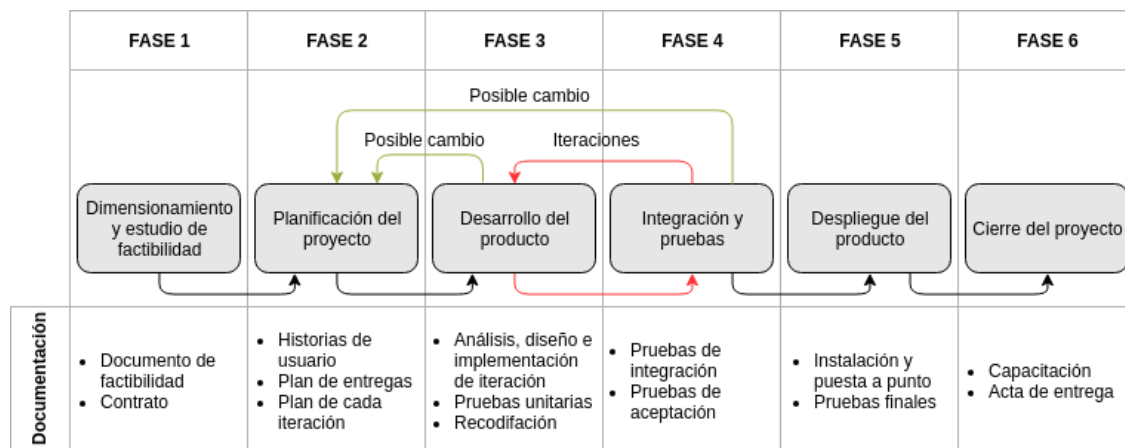 FASE 1
FASE 2
FASE 3
FASE 4
FASE 5
FASE 6
Posible cambio
Posible cambio
Iteraciones
Dimensionamiento
y estudio de
factibilidad
Planificación del
proyecto
Desarrollo del
producto
Integración y
pruebas
Despliegue del
producto
Cierre del proyecto
Documentación
• Documento de
factibilidad
• Contrato
• Historias de
usuario
• Plan de entregas
• Plan de cada
iteración
• Análisis, diseño e
implementación
de iteración
• Pruebas unitarias
• Recodifación
• Pruebas de
integración
• Pruebas de
aceptación
• Instalación y
puesta a punto
• Pruebas finales
• Capacitación
• Acta de entrega